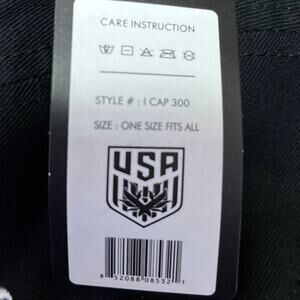 CARE INSTRUCTION
STYLE # : I CAP 300
SIZE : ONE SIZE FITS ALL
USA
8 52088 08532 1